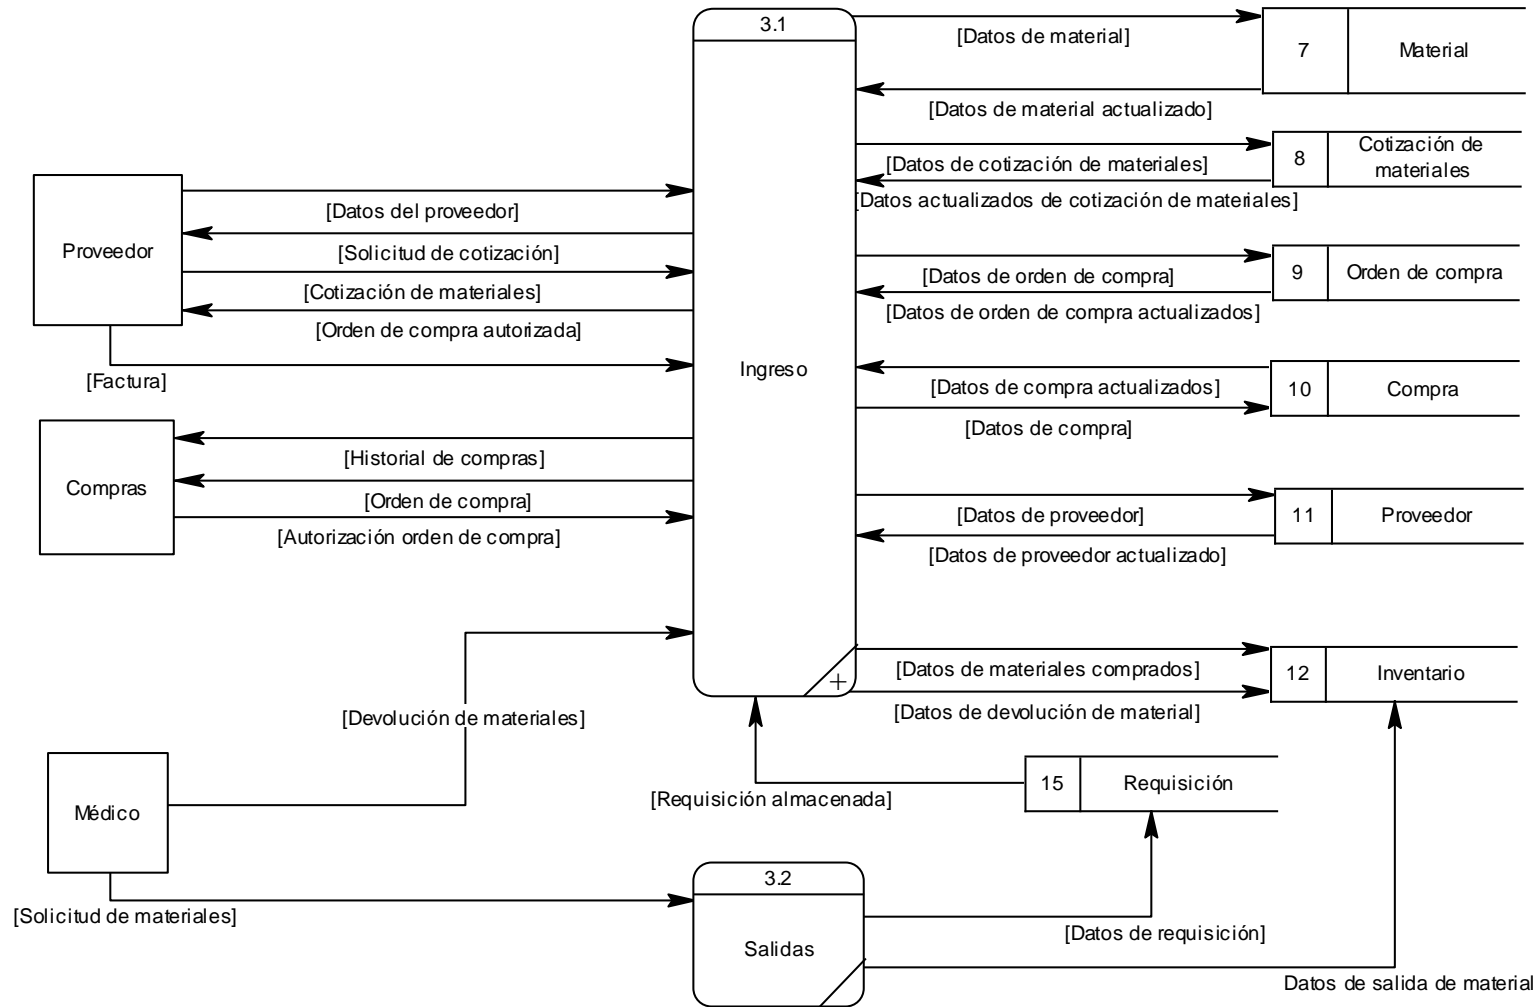 3.1
Ingreso
[Datos de material]
7
Material
[Datos de material actualizado]
[Datos de cotización de materiales]
8
Cotización de
materiales
[Datos actualizados de cotización de materiales]
Proveedor
[Datos del proveedor]
[Solicitud de cotización]
[Cotización de materiales]
[Orden de compra autorizada]
[Factura]
[Datos de orden de compra]
9
Orden de compra
[Datos de orden de compra actualizados]
[Datos de compra actualizados]
10
Compra
[Datos de compra]
Compras
[Historial de compras]
[Orden de compra]
[Autorización orden de compra]
[Datos de proveedor]
11
Proveedor
[Datos de proveedor actualizado]
[Datos de materiales comprados]
12
Inventario
[Datos de devolución de material]
[Devolución de materiales]
Médico
[Requisición almacenada]
15
Requisición
[Solicitud de materiales]
3.2
Salidas
[Datos de requisición]
Datos de salida de material